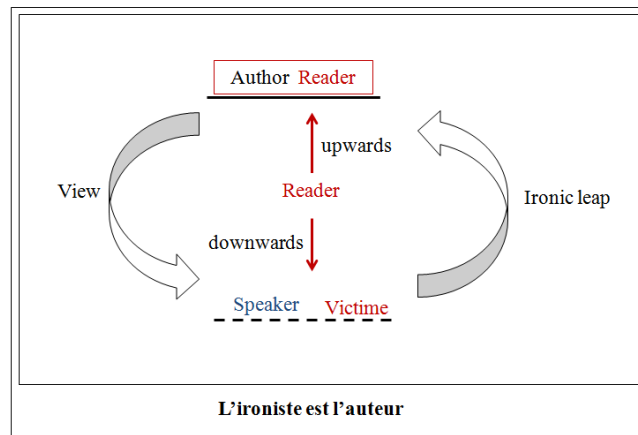 Author Reader
upwards
View
Reader
Ironic leap
downwards
Speaker Victime
L'ironiste est l'auteur